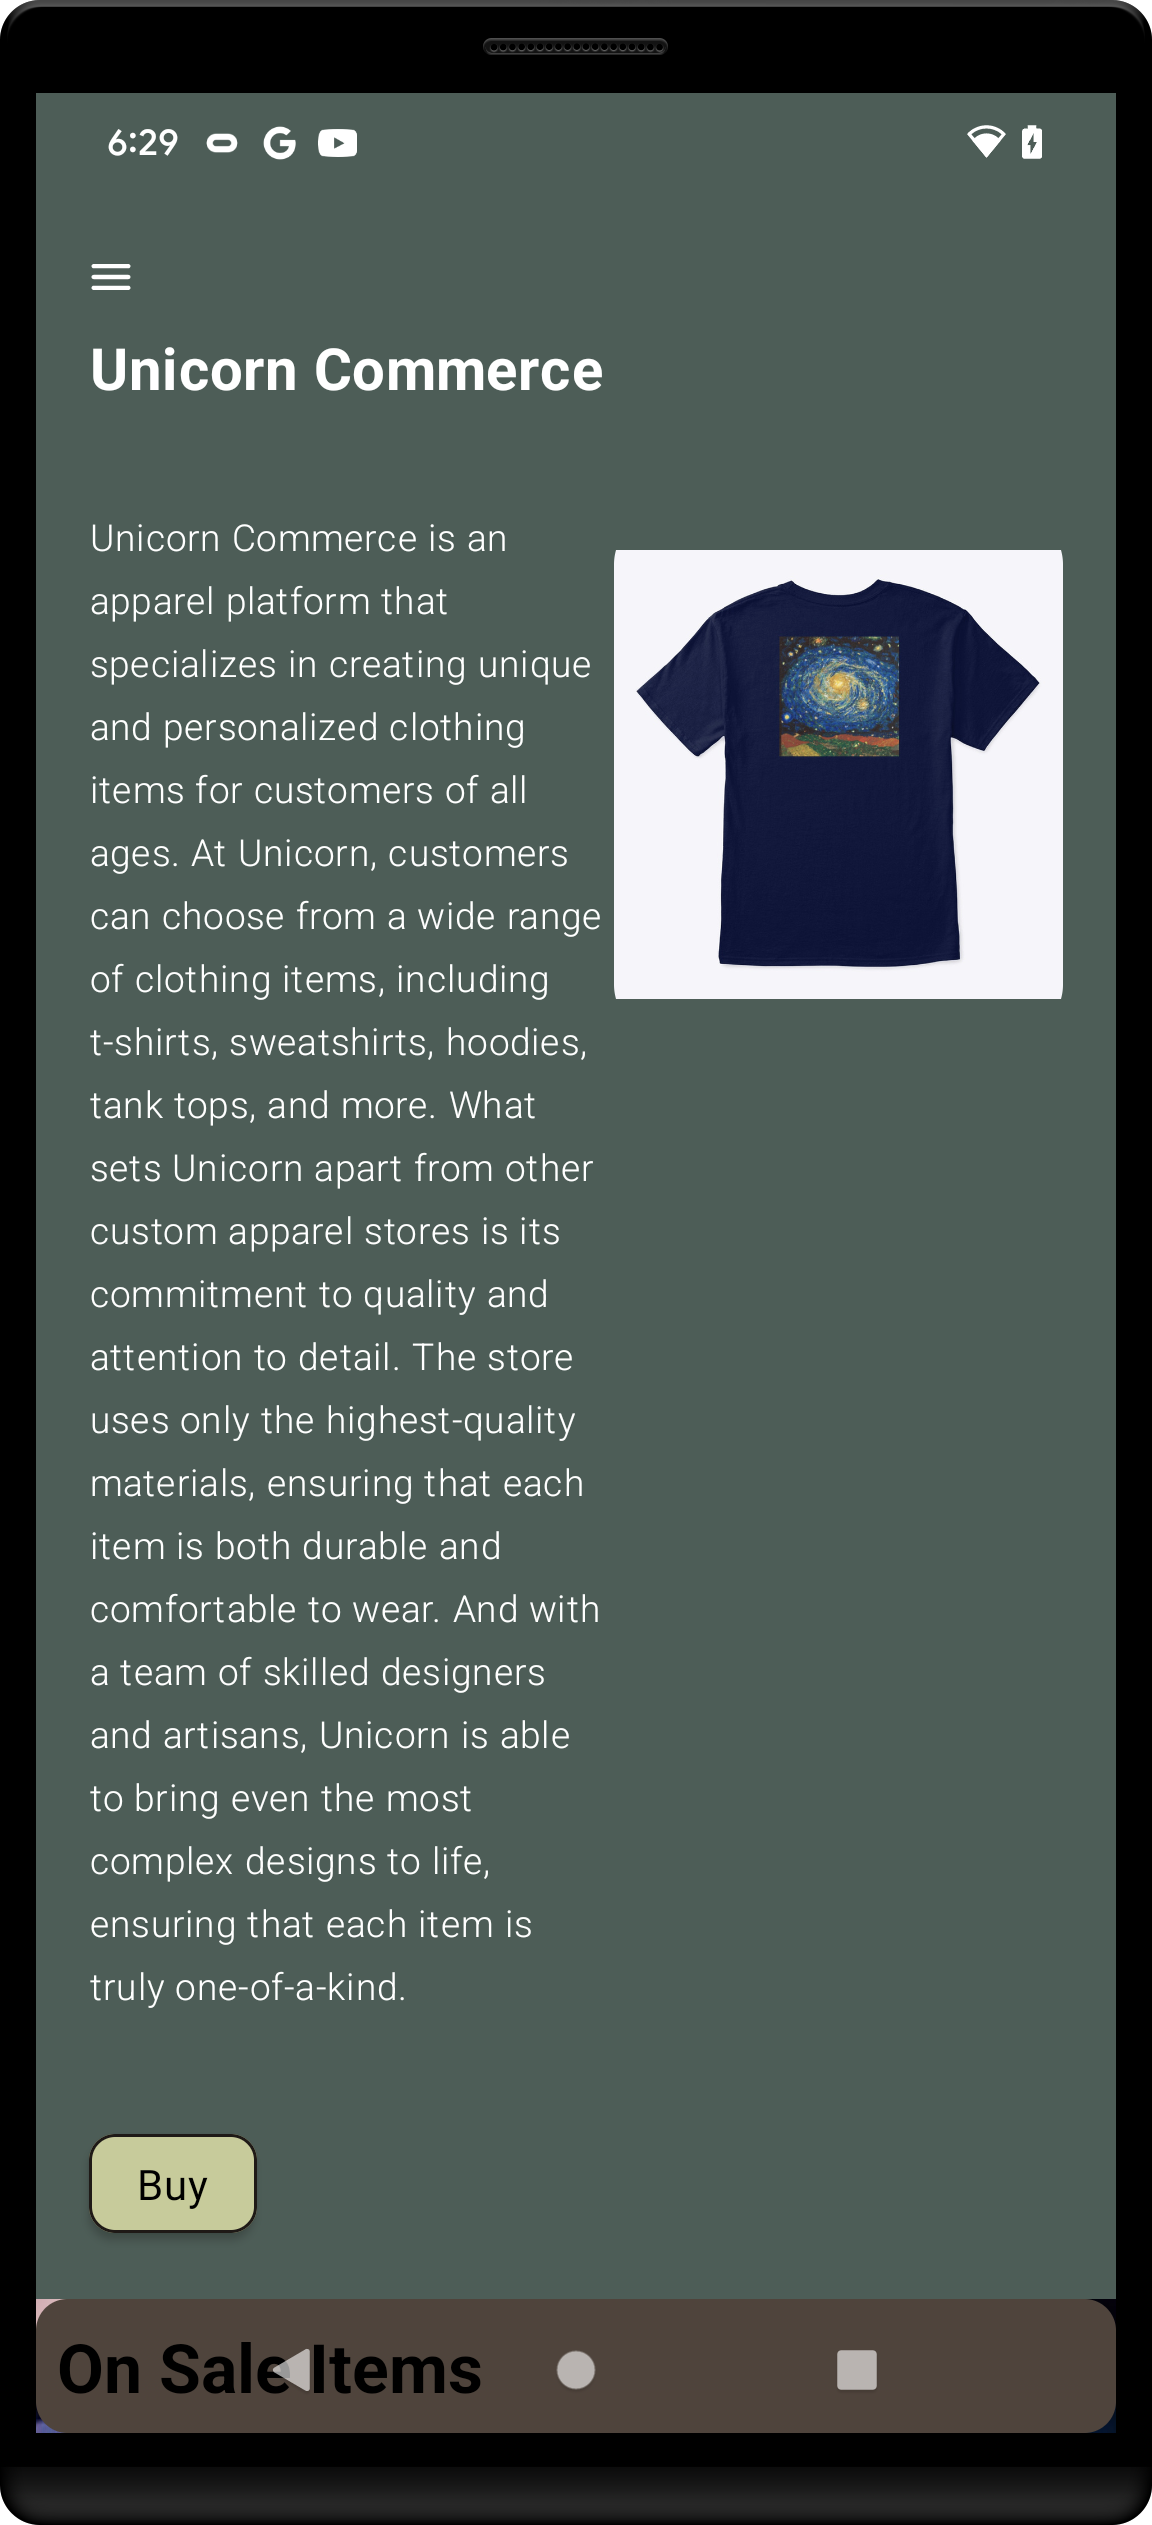 6:29
Unicorn Commerce
Unicorn Commerce is an
apparel platform that
specializes in creating unique
and personalized clothing
items for customers of all
ages. At Unicorn, customers
can choose from a wide range
of clothing items, including
t-shirts, sweatshirts, hoodies,
tank tops, and more. What
sets Unicorn apart from other
custom apparel stores is its
commitment to quality and
attention to detail. The store
uses only the highest-quality
materials, ensuring that each
item is both durable and
comfortable to wear. And with
a team of skilled designers
and artisans, Unicorn is able
to bring even the most
complex designs to life,
ensuring that each item is
truly one-of-a-kind.
Buy
On Sale Items